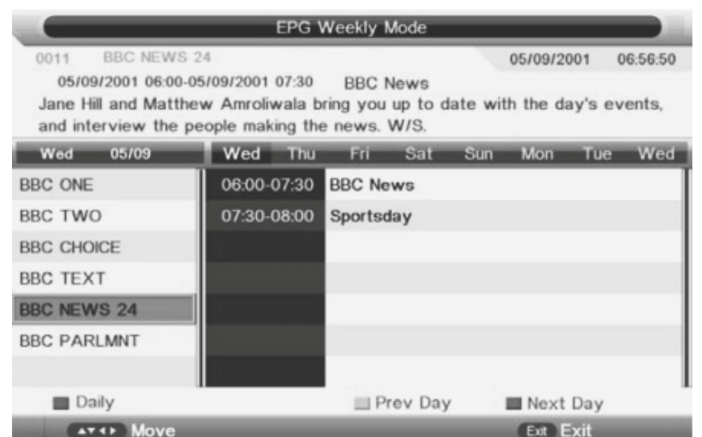 EPG Weekly Mode
0011 BBC NEWS 24 05/09/2001 06:56:50
05/09/2001 06:00-05/09/2001 07:30 BBC News
Jane Hill and Matthew Amroliwala bring you up to date with the day's events,
and interview the people making the news. W/S.
Wed 05/09 Wed Thu Fri Sat Sun Mon Tue Wed
BBC ONE 06:00-07:30 BBC News
BBC TWO 07:30-08:00 Sportsday
BBC CHOICE
BBC TEXT
BBC NEWS 24
BBC PARLMNT
Daily Prev Day Next Day
Move Exit Exit